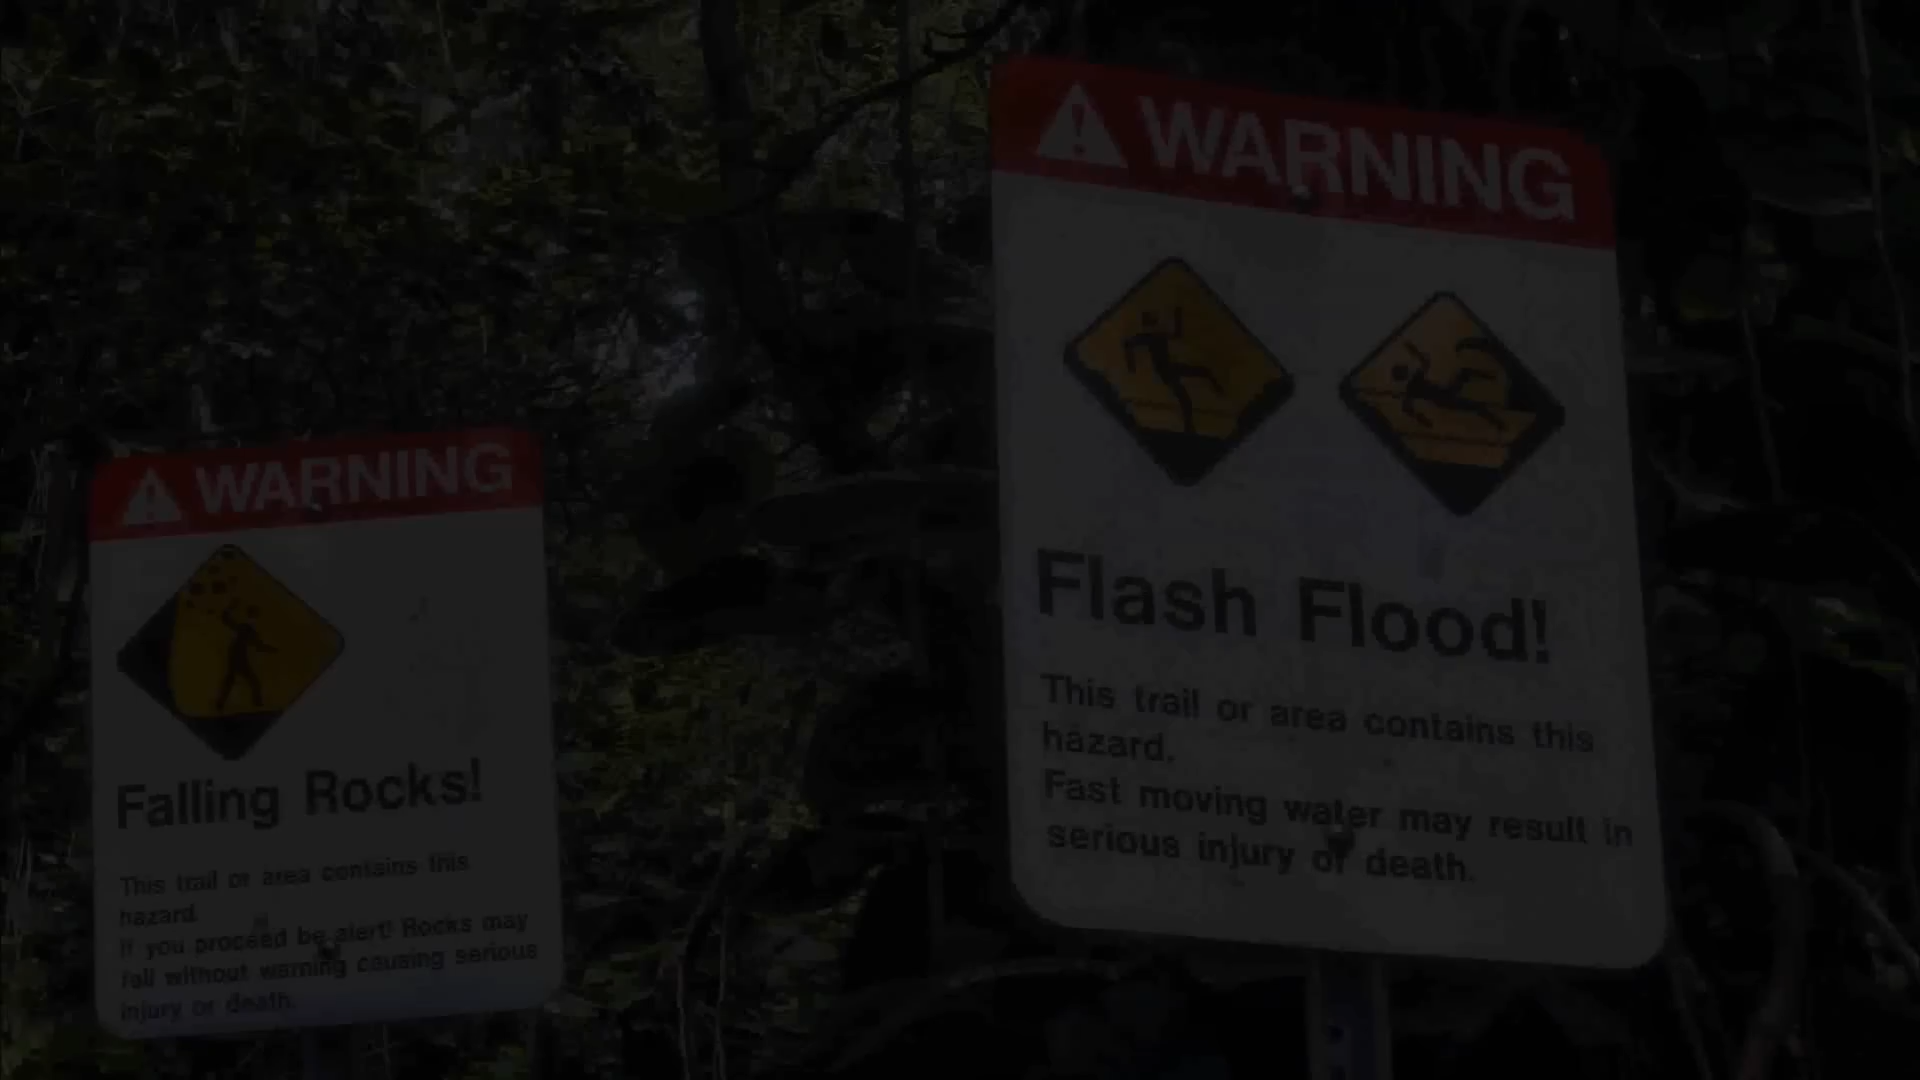 WARNING
Falling Rocks!
This trail or area contains this
hazard.
If you proceed be alert! Rocks may
fall without warning causing serious
injury or death.
WARNING
Flash Flood!
This trail or area contains this
hazard.
Fast moving water may result in
serious injury or death.